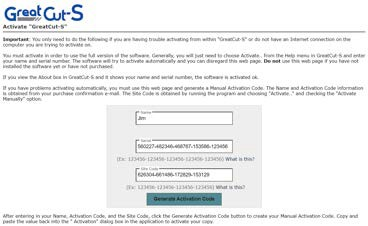 Great Cut-S
Activate "GreatCut-S"
Important: You only need to do the following if you are having trouble activating from within "GreatCut-S" or do not have an Internet connection on the
computer you are trying to activate on.
You must activate in order to use the full version of the software. Generally, you will just need to choose Activate.. from the Help menu in GreatCut-S and enter
your name and serial number. The software will try to activate automatically and you can disregard this web page. Do not use this web page if you have not
installed the software yet or have not purchased.
If you view the About box in GreatCut-S and it shows your name and serial number, the software is activated ok.
If you have problems activating automatically, you must use this web page and generate a Manual Activation Code. The Name and Activation Code information
is obtained from your purchase confirmation e-mail. The Site Code is obtained by running the program and choosing "Activate.." and checking the "Activate
Manually" option.
Name
Jim
Serial
560227-462346-468767-153586-123456
(Ex: 123456-123456-123456-123456-123456) What is this?
Site Code
626304-661486-172829-153129
(Ex: 123456-123456-123456-123456) What is this?
Generate Activation Code
After entering in your Name, Activation Code, and the Site Code, click the Generate Activation Code button to create your Manual Activation Code. Copy and
paste the value back into the " Activation" dialog box in the application to activate your copy.